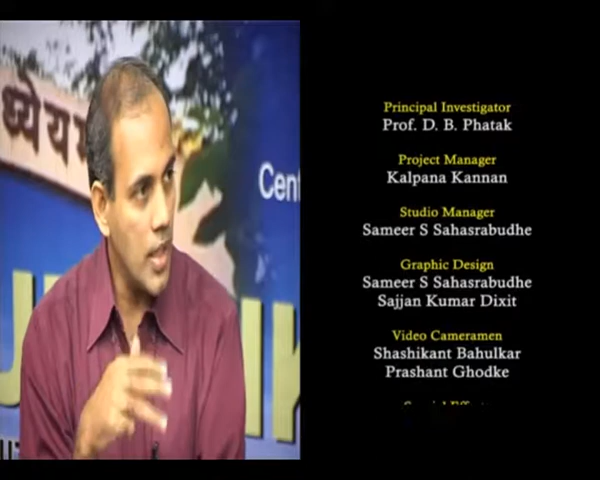 ध्येय
Cent
Principal Investigator
Prof. D. B. Phatak
Project Manager
Kalpana Kannan
Studio Manager
Sameer S Sahasrabudhe
Graphic Design
Sameer S Sahasrabudhe
Sajjan Kumar Dixit
Video Cameramen
Shashikant Bahulkar
Prashant Ghodke